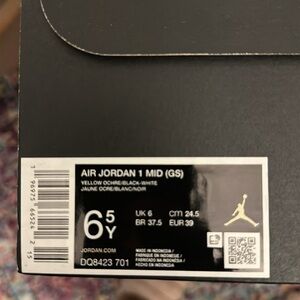 AIR JORDAN 1 MID (GS)
YELLOW OCHRE/BLACK-WHITE
JAUNE OCRE/BLANC/NOIR
6 5Y
UK 6 cm 24.5
BR 37.5 EUR 39
JORDAN.COM
DQ8423 701
MADE IN INDONESIA /
FABRIQUE EN INDONESIE /
HECHO EN INDONESIA